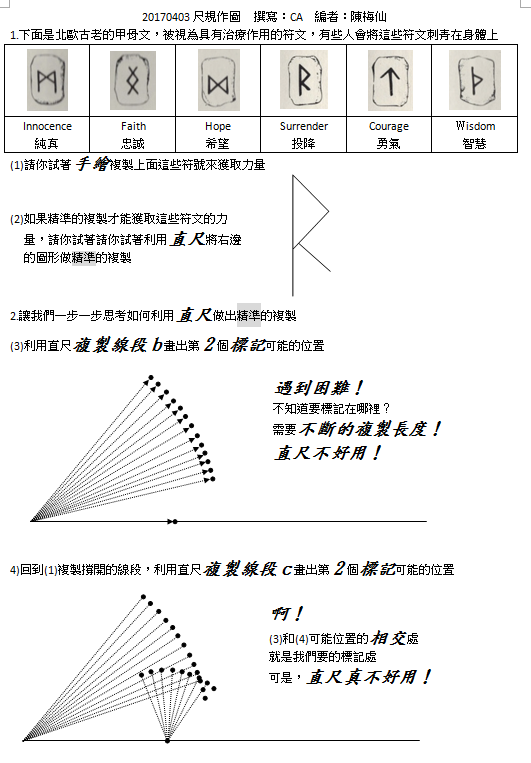 20170403 尺規作圖 撰寫：CA 編者：陳梅仙
1.下面是北歐古老的甲母文，被視為具有治療作用的符文，有些人會將這些符文刺青在身體上
Innocence Faith Hope Surrender Courage Wisdom
純真 忠誠 希望 投降 勇氣 智慧
(1)請你試著手繪複製上面這些符號來獲取力量
(2)如果精準的複製才能獲取這些符文的力
量，請你試著請你試著利用直尺將右邊
的圖形做精準的複製
2.讓我們一步一步思考如何利用直尺做出精準的複製
(3)利用直尺複製線段b畫出第2個標記可能的位置
遇到困難！
不知道要標記在哪裡？
需要不斷的複製長度！
直尺不好用！
4)回到(1)複製撐開的線段，利用直尺複製線段c畫出第2個標記可能的位置
啊！
(3)和(4)可能位置的相交處
就是我們要的標記處
可是，直尺真不好用！